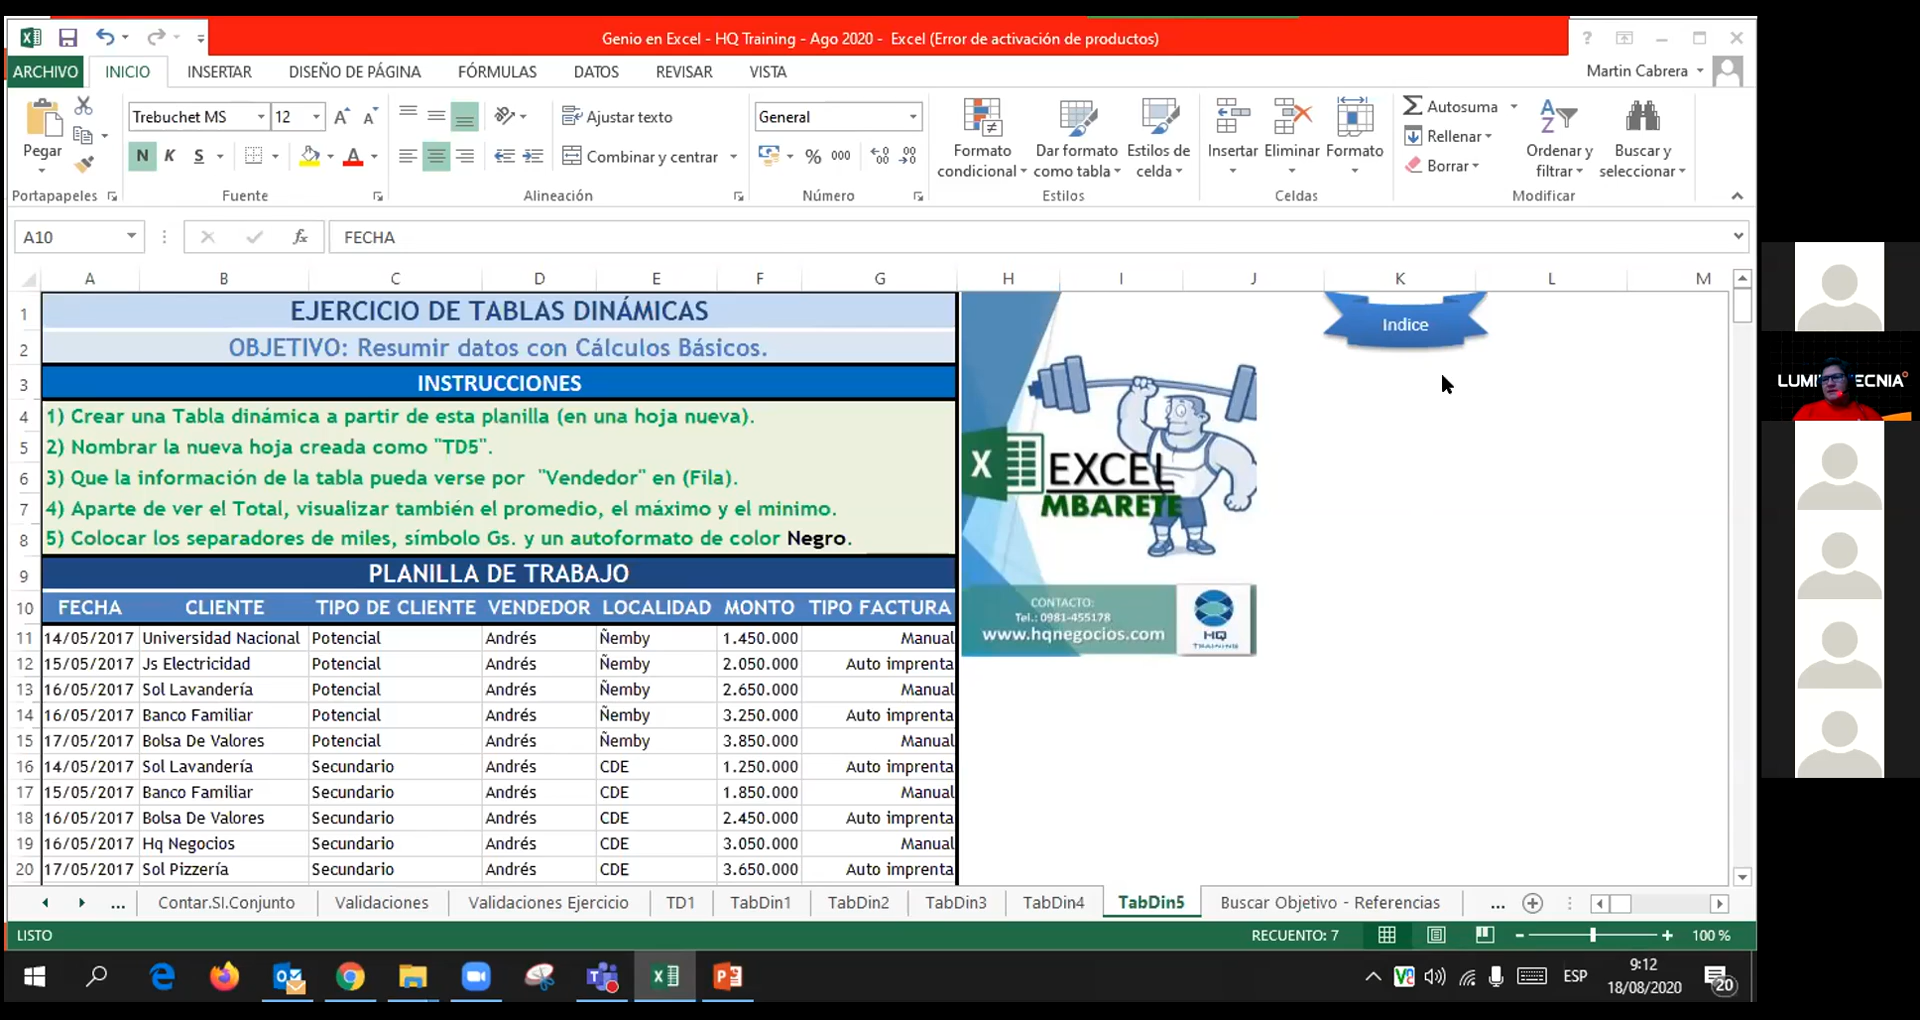 Genio en Excel - HQ Training - Ago 2020 - Excel (Error de activación de productos)
ARCHIVO INICIO INSERTAR DISEÑO DE PÁGINA FÓRMULAS DATOS REVISAR VISTA Martin Cabrera
Pegar
Portapapeles
Trebuchet MS 12
N K S
Fuente
Ajustar texto
Combinar y centrar
Alineación
General
% 000
Número
Formato condicional
Dar formato como tabla
Estilos de celda
Estilos
Insertar Eliminar Formato
Celdas
Autosuma
Rellenar
Borrar
Ordenar y filtrar
Buscar y seleccionar
Modificar
A10 fx FECHA
A B C D E F G H I J K L M
1 EJERCICIO DE TABLAS DINÁMICAS
2 OBJETIVO: Resumir datos con Cálculos Básicos.
3 INSTRUCCIONES
4 1) Crear una Tabla dinámica a partir de esta planilla (en una hoja nueva).
5 2) Nombrar la nueva hoja creada como "TD5".
6 3) Que la información de la tabla pueda verse por "Vendedor" en (Fila).
7 4) Aparte de ver el Total, visualizar también el promedio, el máximo y el minimo.
8 5) Colocar los separadores de miles, símbolo Gs. y un autoformato de color Negro.
9 PLANILLA DE TRABAJO
10 FECHA CLIENTE TIPO DE CLIENTE VENDEDOR LOCALIDAD MONTO TIPO FACTURA
11 14/05/2017 Universidad Nacional Potencial Andrés Ñemby 1.450.000 Manual
12 15/05/2017 Js Electricidad Potencial Andrés Ñemby 2.050.000 Auto imprenta
13 16/05/2017 Sol Lavandería Potencial Andrés Ñemby 2.650.000 Manual
14 16/05/2017 Banco Familiar Potencial Andrés Ñemby 3.250.000 Auto imprenta
15 17/05/2017 Bolsa De Valores Potencial Andrés Ñemby 3.850.000 Manual
16 14/05/2017 Sol Lavandería Secundario Andrés CDE 1.250.000 Auto imprenta
17 15/05/2017 Banco Familiar Secundario Andrés CDE 1.850.000 Manual
18 16/05/2017 Bolsa De Valores Secundario Andrés CDE 2.450.000 Auto imprenta
19 16/05/2017 Hq Negocios Secundario Andrés CDE 3.050.000 Manual
20 17/05/2017 Sol Pizzería Secundario Andrés CDE 3.650.000 Auto imprenta
Indice
X EXCEL
MBARETE
CONTACTO:
Tel.: 0981-455178
www.hqnegocios.com
HQ
TRAINING
... Contar.SI.Conjunto Validaciones Validaciones Ejercicio TD1 TabDin1 TabDin2 TabDin3 TabDin4 TabDin5 Buscar Objetivo - Referencias ...
LISTO RECUENTO: 7 100 %
ESP 9:12
18/08/2020
20